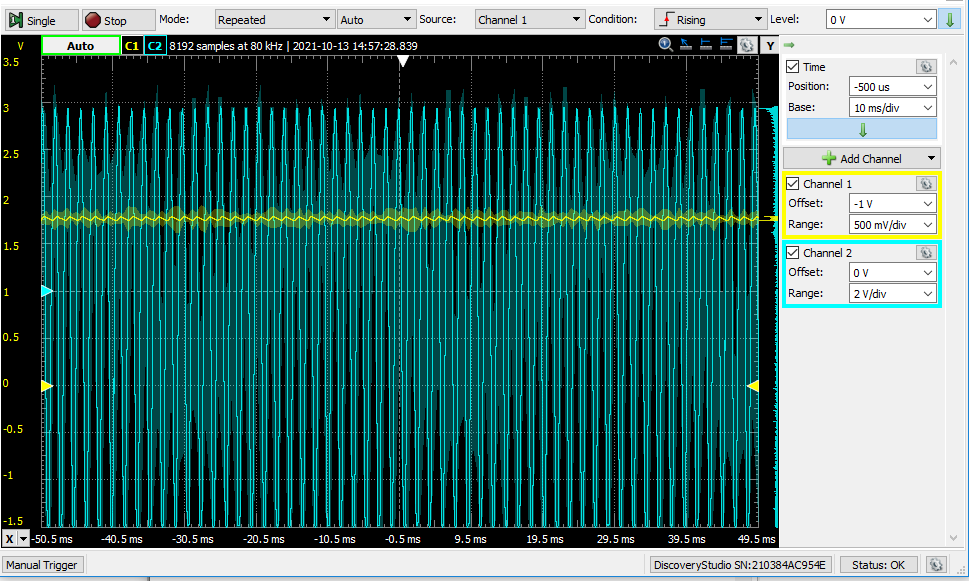 Single Stop Mode: Repeated Auto Source: Channel 1 Condition: Rising Level: 0 V
V Auto C1 C2 8192 samples at 80 kHz | 2021-10-13 14:57:28.839 Y
3.5
3
2.5
2
1.5
1
0.5
0
-0.5
-1
-1.5
X -50.5 ms -40.5 ms -30.5 ms -20.5 ms -10.5 ms -0.5 ms 9.5 ms 19.5 ms 29.5 ms 39.5 ms 49.5 ms
Time
Position: -500 us
Base: 10 ms/div
Add Channel
Channel 1
Offset: -1 V
Range: 500 mV/div
Channel 2
Offset: 0 V
Range: 2 V/div
Manual Trigger DiscoveryStudio SN:210384AC954E Status: OK